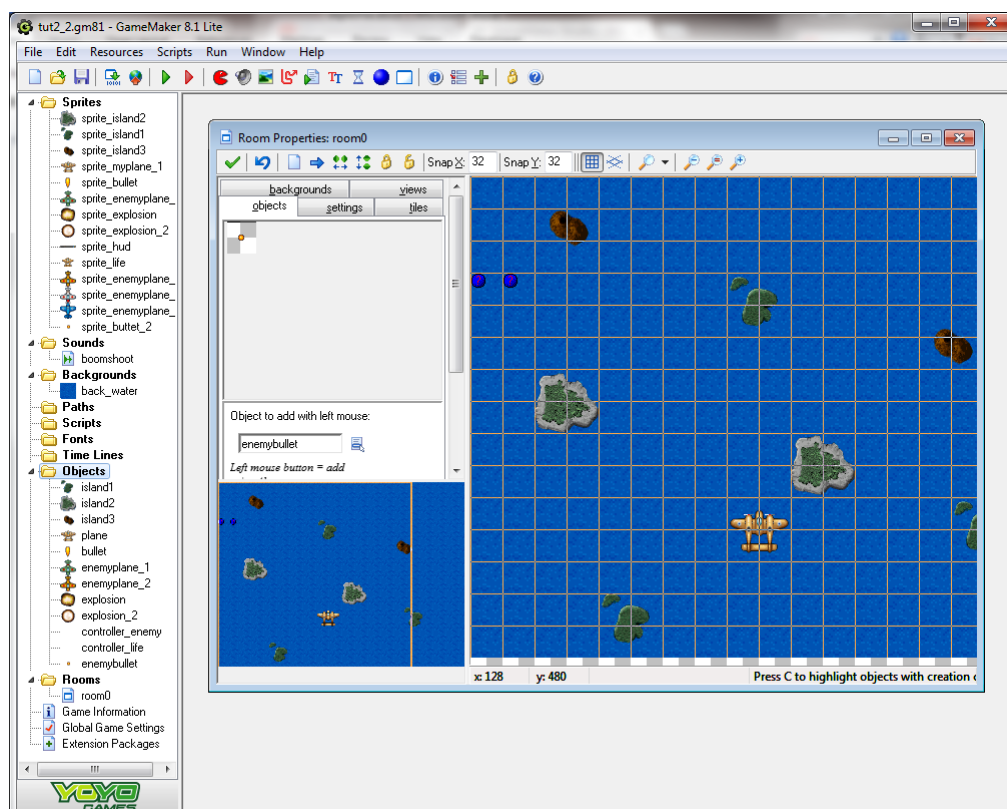 tut2_2.gm81 - GameMaker 8.1 Lite
File Edit Resources Scripts Run Window Help
Sprites
sprite_island2
sprite_island1
sprite_island3
sprite_myplane_1
sprite_bullet
sprite_enemyplane_
sprite_explosion
sprite_explosion_2
sprite_hud
sprite_life
sprite_enemyplane_
sprite_enemyplane_
sprite_enemyplane_
sprite_buttet_2
Sounds
boomshoot
Backgrounds
back_water
Paths
Scripts
Fonts
Time Lines
Objects
island1
island2
island3
plane
bullet
enemyplane_1
enemyplane_2
explosion
explosion_2
controller_enemy
controller_life
enemybullet
Rooms
room0
Game Information
Global Game Settings
Extension Packages
YOYO
GAMES
Room Properties: room0
Snap X: 32 Snap Y: 32
backgrounds views
objects settings tiles
Object to add with left mouse:
enemybullet
Left mouse button = add
x: 128 y: 480 Press C to highlight objects with creation c